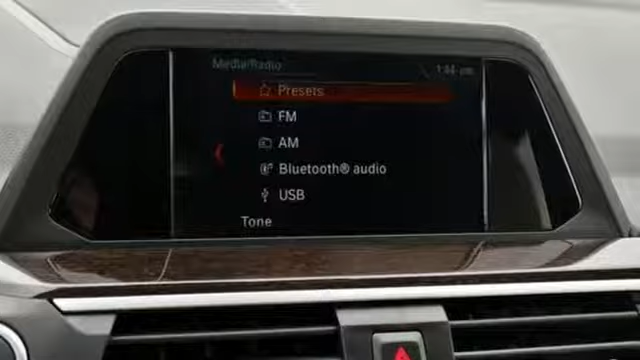 Media/Radio
1:44 pm
Presets
FM
AM
Bluetooth® audio
USB
Tone